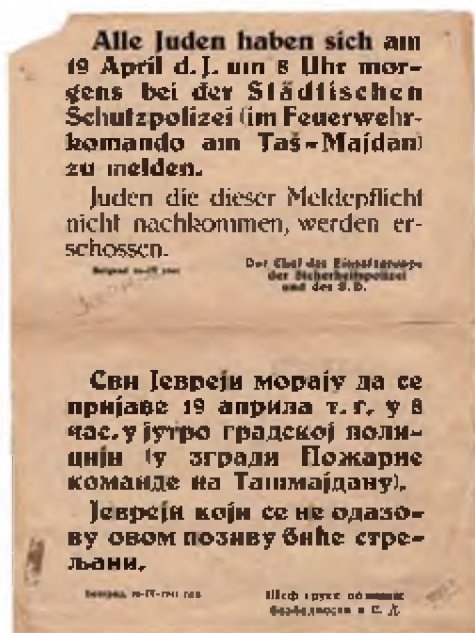 Alle Juden haben sich am
19 April d. J. um 8 Uhr mor-
gens bei der Städtischen
Schutzpolizei (im Feuerwehr-
komando am Taš-Majdan)
zu melden.
Juden die dieser Meldepflicht
nicht nachkommen, werden er-
schossen.
Der Chef der Einsatzgruppe
der Sicherheitspolizei
und des S. D.
Сви Јевреји морају да се
пријаве 19 априла т. г. у 8
час. у јутро градској поли-
цији (у згради Пожарне
команде на Ташмајдану).
Јевреји који се не одазо-
ву овом позиву биће стре-
љани.
Шеф групе
безбедности и С. Д.